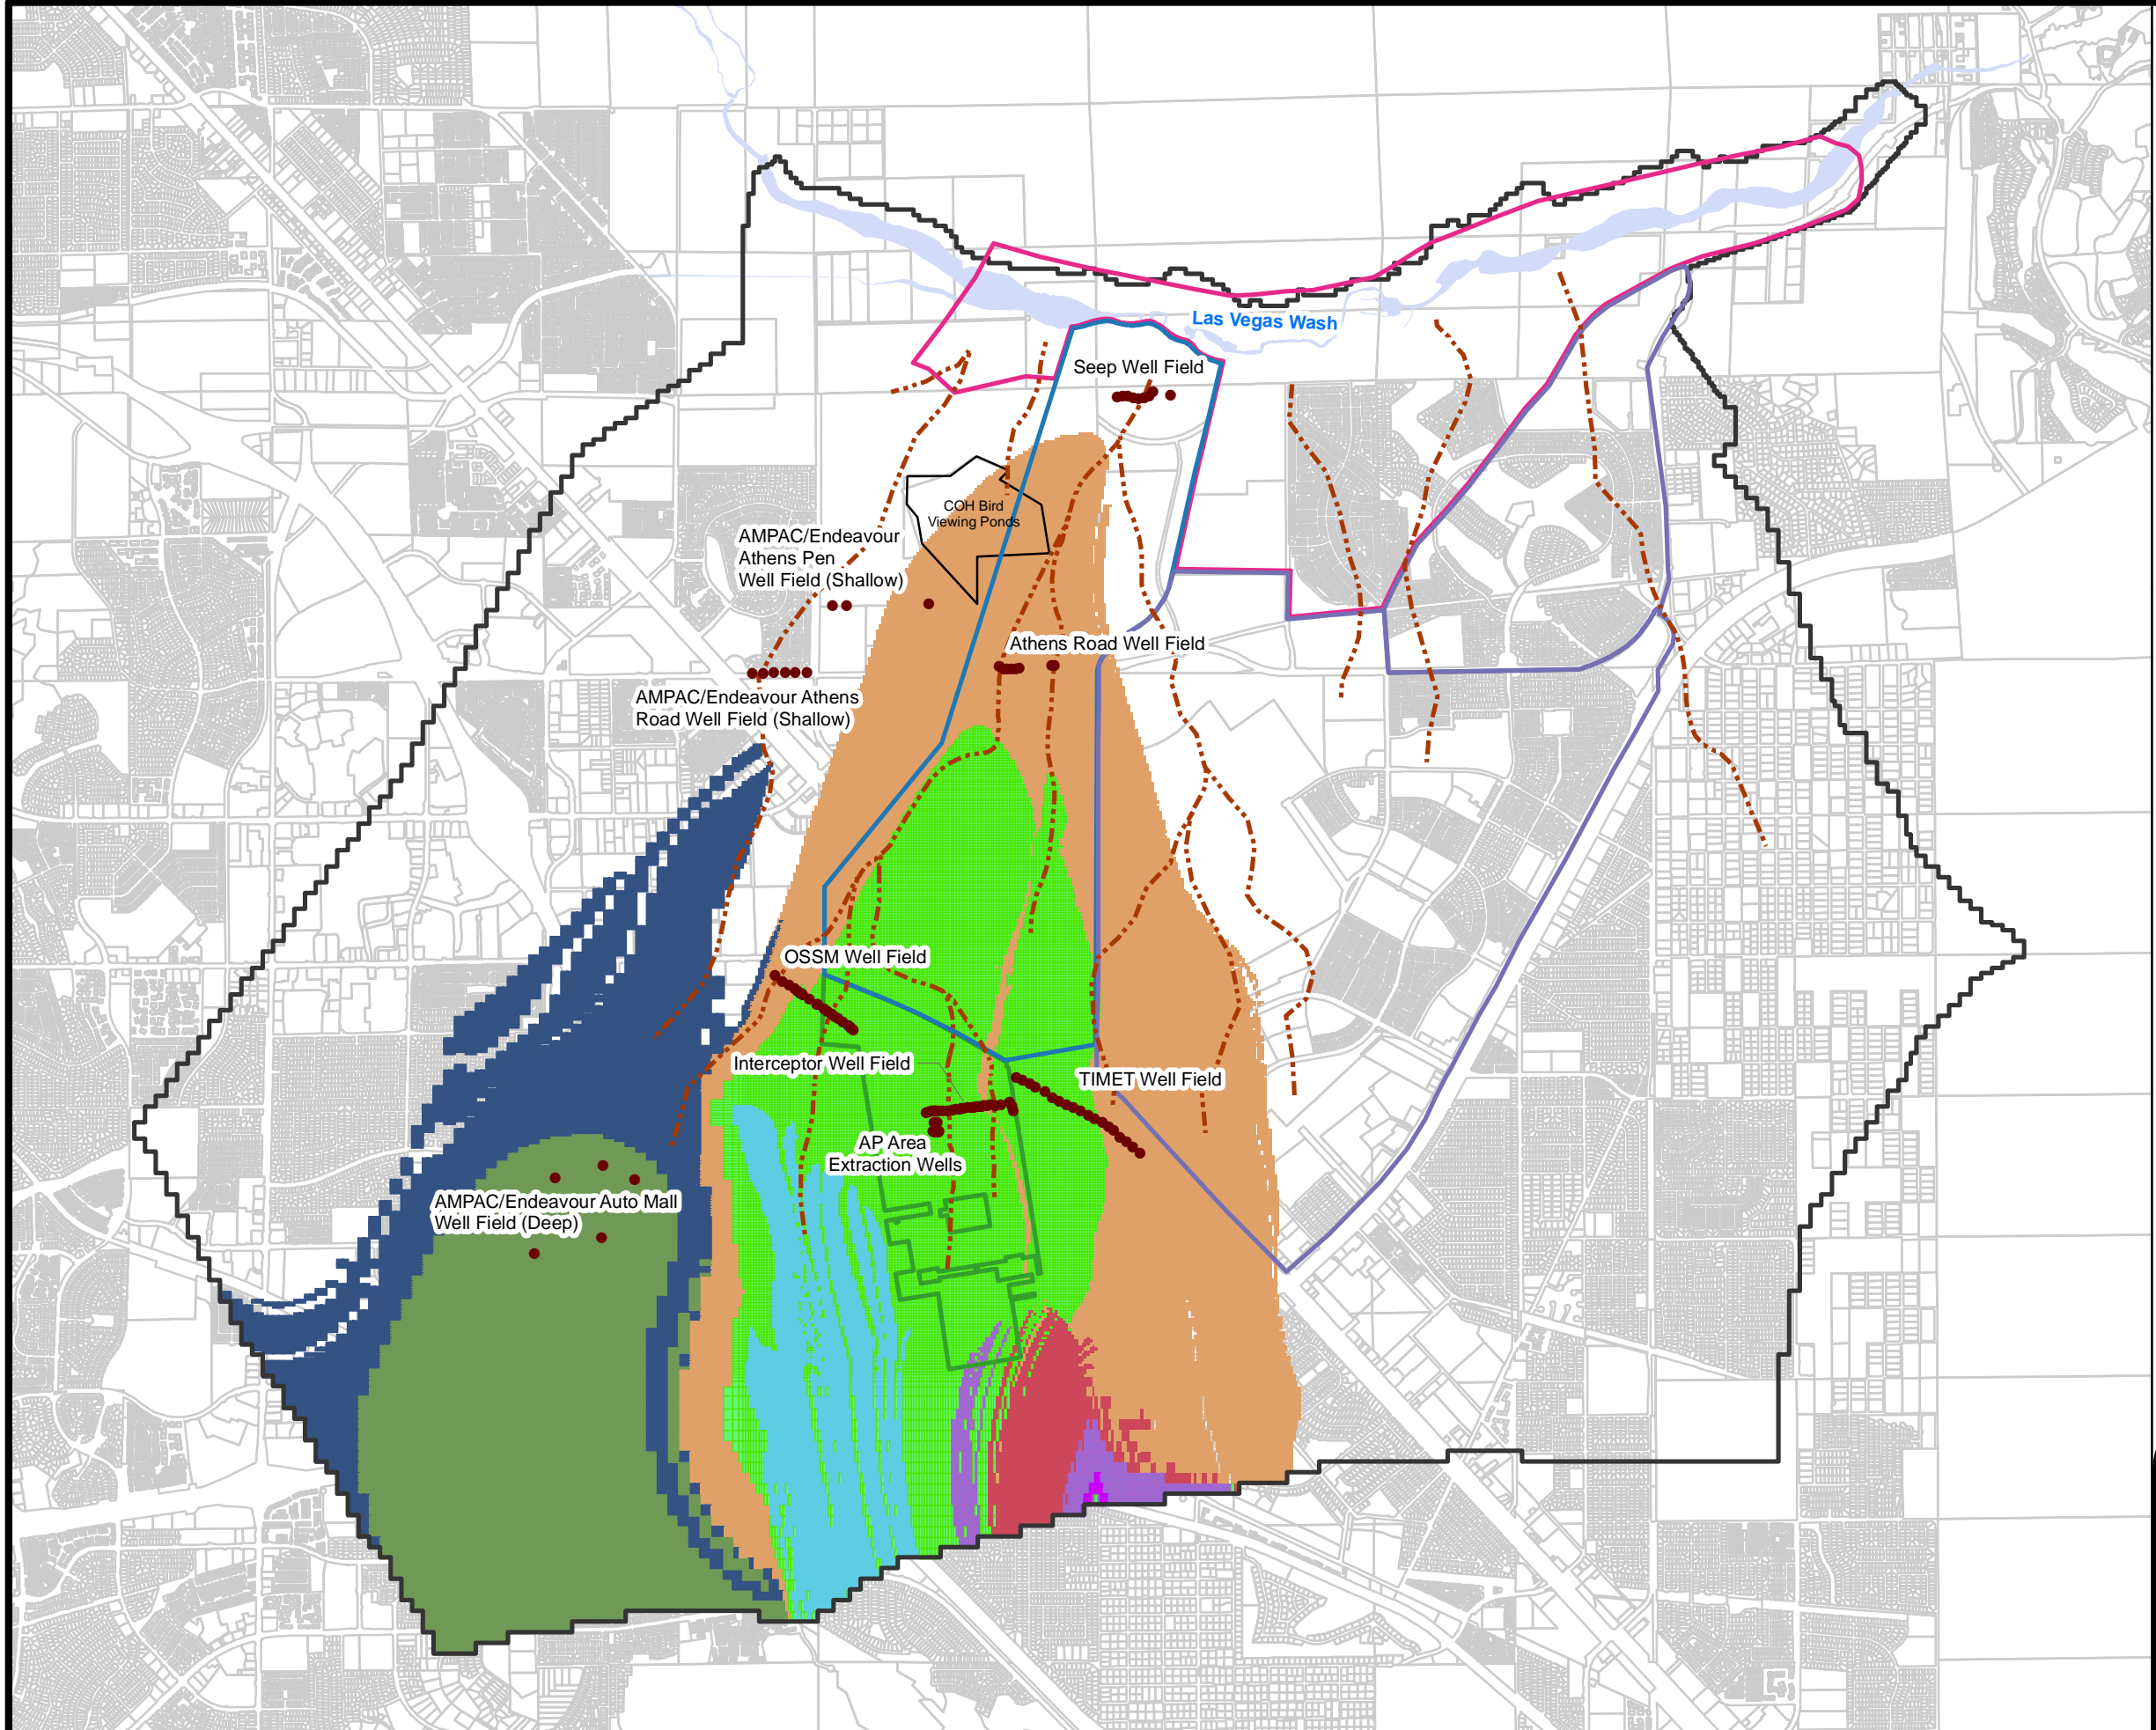 Las Vegas Wash
Seep Well Field
COH Bird
Viewing Ponds
AMPAC/Endeavour
Athens Pen
Well Field (Shallow)
Athens Road Well Field
AMPAC/Endeavour Athens
Road Well Field (Shallow)
OSSM Well Field
Interceptor Well Field
TIMET Well Field
AP Area
Extraction Wells
AMPAC/Endeavour Auto Mall
Well Field (Deep)